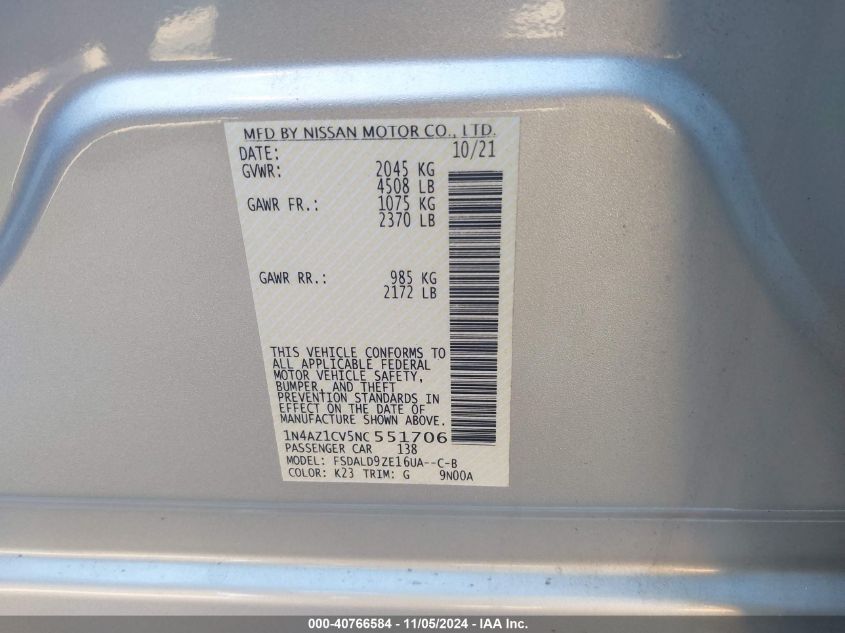 MFD BY NISSAN MOTOR CO., LTD.
DATE: 10/21
GVWR: 2045 KG
4508 LB
GAWR FR.: 1075 KG
2370 LB
GAWR RR.: 985 KG
2172 LB
THIS VEHICLE CONFORMS TO
ALL APPLICABLE FEDERAL
MOTOR VEHICLE SAFETY,
BUMPER, AND THEFT
PREVENTION STANDARDS IN
EFFECT ON THE DATE OF
MANUFACTURE SHOWN ABOVE.
1N4AZ1CV5NC551706
PASSENGER CAR 138
MODEL: FSDALD9ZE16UA--C-B
COLOR: K23 TRIM: G 9N00A
000-40766584 - 11/05/2024 - IAA Inc.